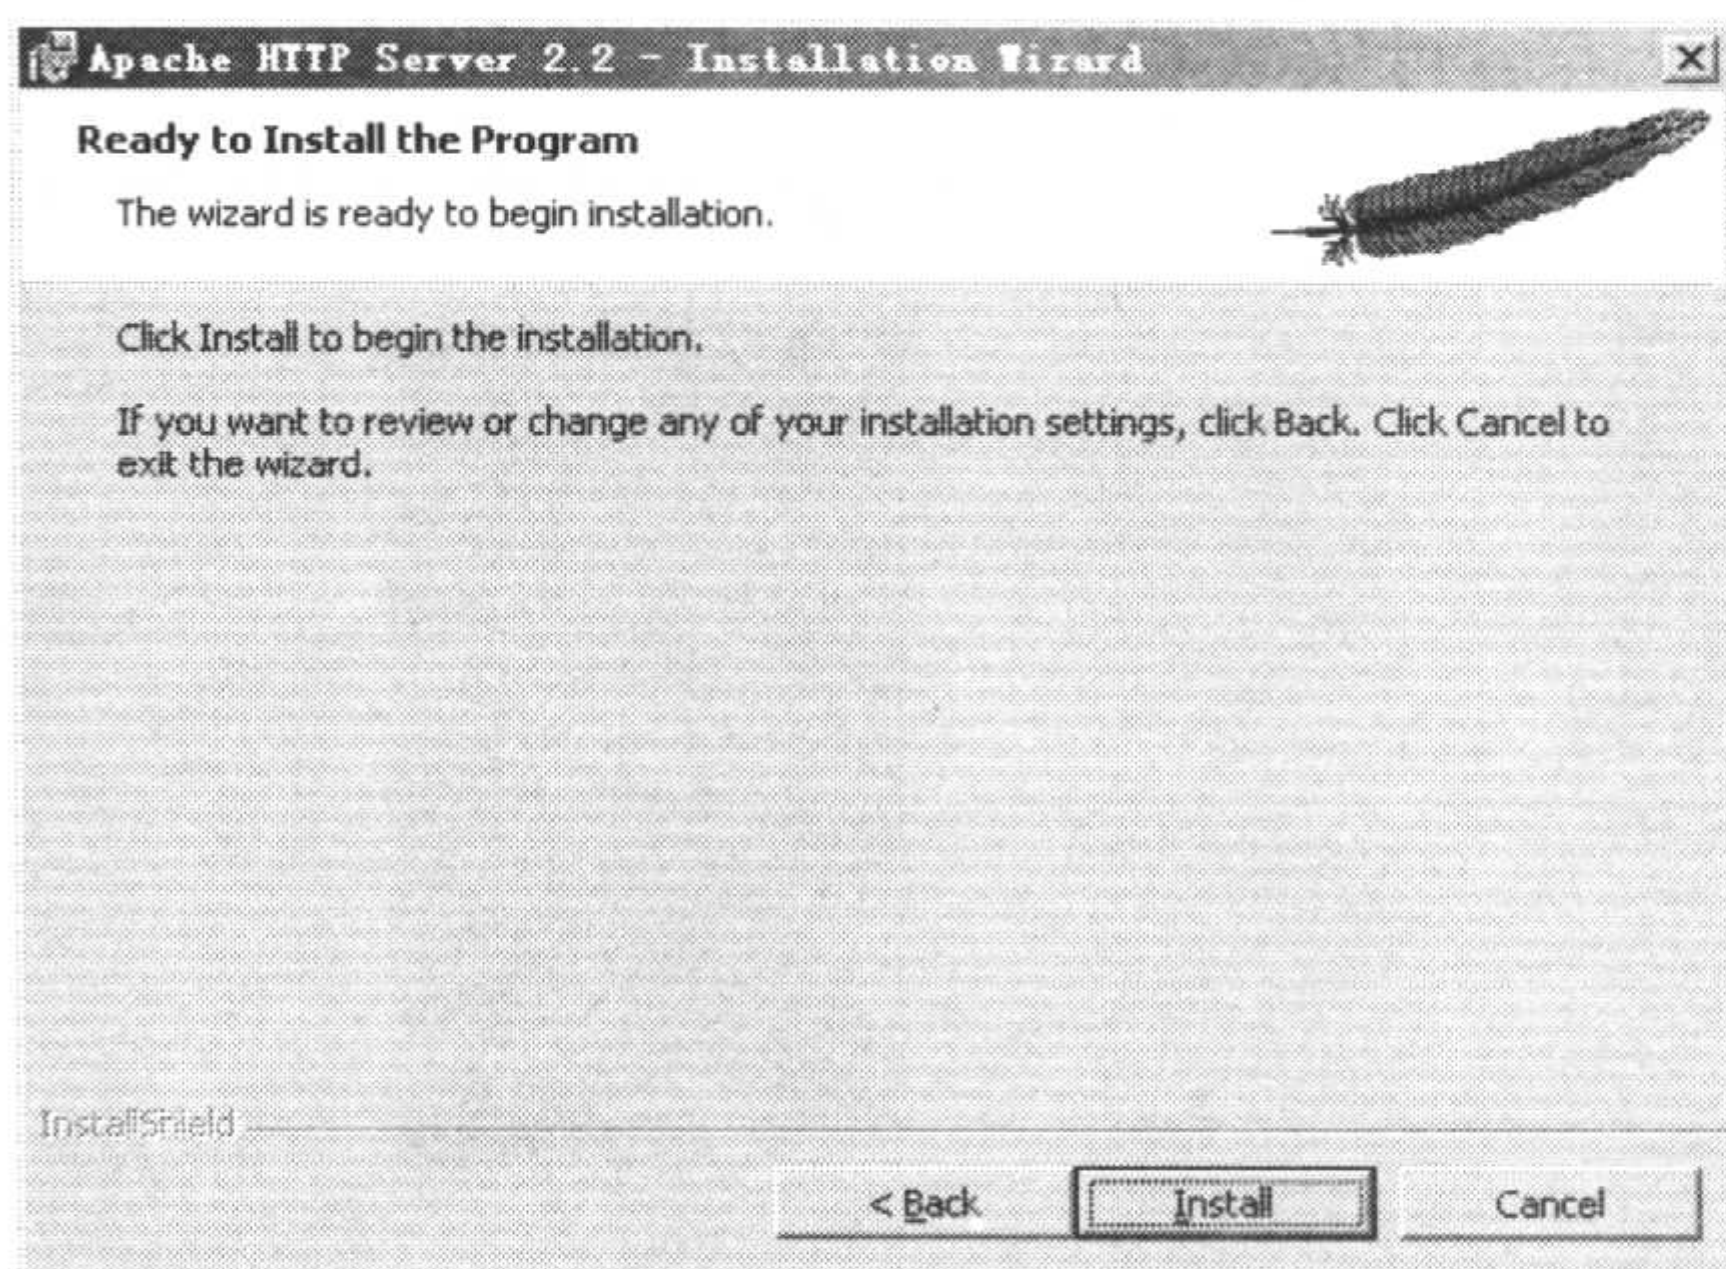 Apache HTTP Server 2.2 - Installation Wizard
Ready to Install the Program
The wizard is ready to begin installation.
Click Install to begin the installation.
If you want to review or change any of your installation settings, click Back. Click Cancel to
exit the wizard.
InstallShield
< Back Install Cancel